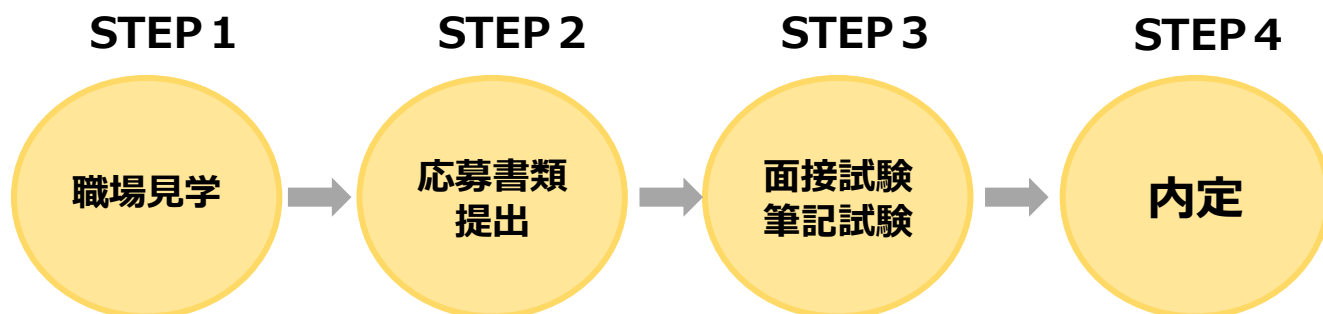 STEP１
STEP２
STEP３
STEP４
職場見学
応募書類
提出
面接試験
筆記試験
内定